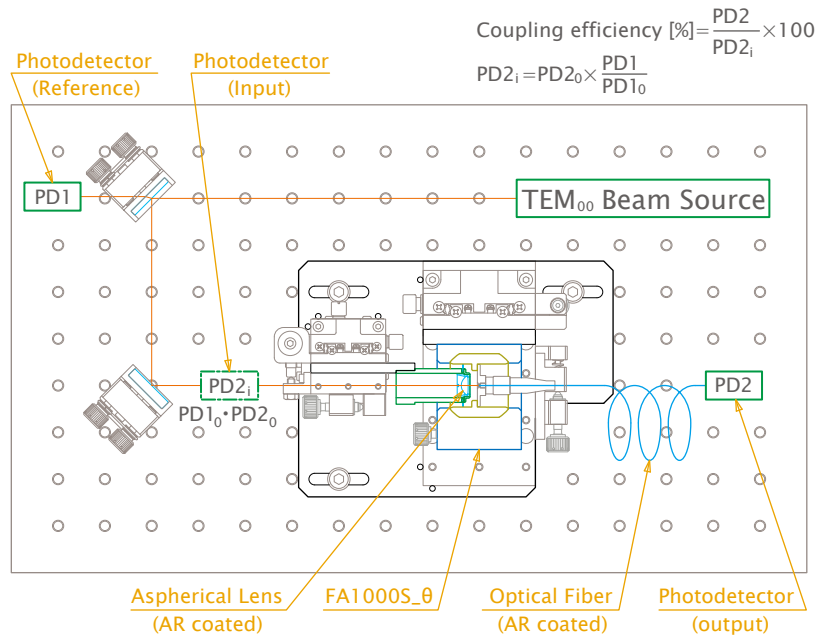 Coupling efficiency [%]=PD2/PD2ᵢ×100
PD2ᵢ=PD2₀×PD1/PD1₀
Photodetector
(Reference)
Photodetector
(Input)
PD1
TEM₀₀ Beam Source
PD2ᵢ
PD1₀·PD2₀
PD2
Aspherical Lens
(AR coated)
FA1000S_θ
Optical Fiber
(AR coated)
Photodetector
(output)